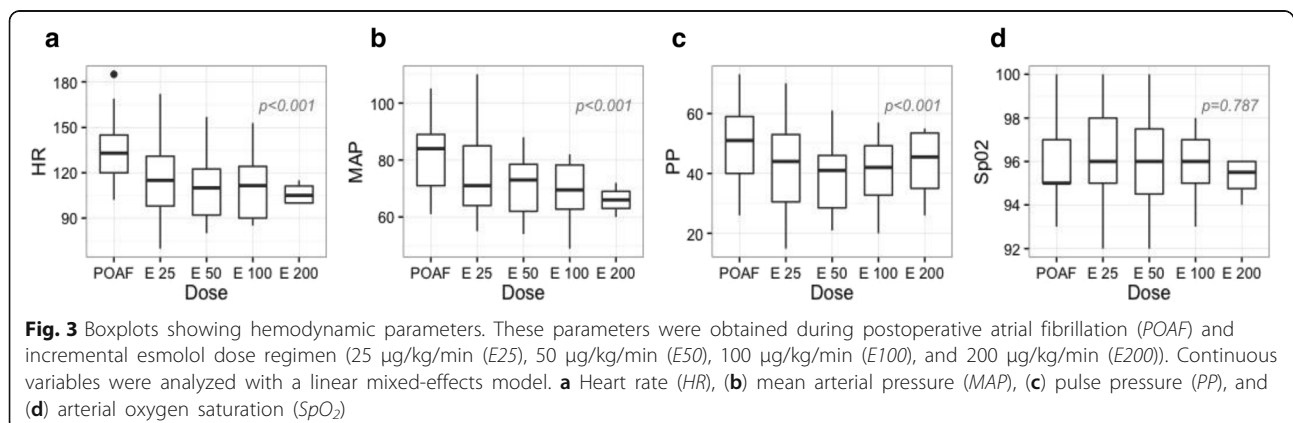 a
b
c
d
180
150
120
90
HR
p<0.001
POAF E 25 E 50 E 100 E 200
Dose
100
80
60
MAP
p<0.001
POAF E 25 E 50 E 100 E 200
Dose
60
40
20
PP
p<0.001
POAF E 25 E 50 E 100 E 200
Dose
100
98
96
94
92
Sp02
p=0.787
POAF E 25 E 50 E 100 E 200
Dose
Fig. 3 Boxplots showing hemodynamic parameters. These parameters were obtained during postoperative atrial fibrillation (POAF) and
incremental esmolol dose regimen (25 μg/kg/min (E25), 50 μg/kg/min (E50), 100 μg/kg/min (E100), and 200 μg/kg/min (E200)). Continuous
variables were analyzed with a linear mixed-effects model. a Heart rate (HR), (b) mean arterial pressure (MAP), (c) pulse pressure (PP), and
(d) arterial oxygen saturation (SpO₂)